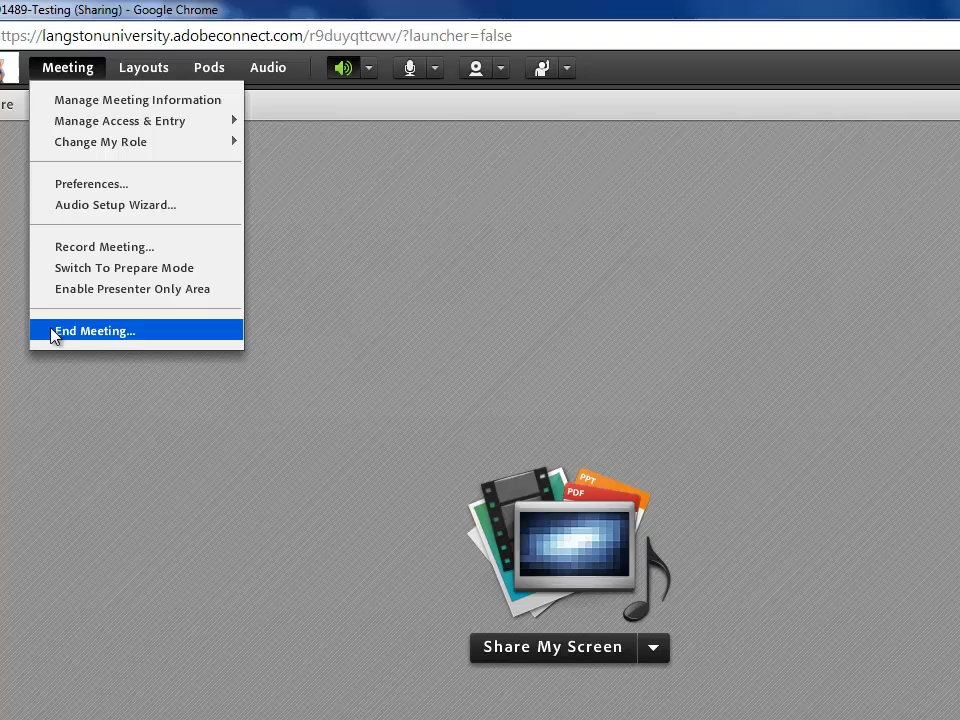 1489-Testing (Sharing) - Google Chrome
ttps://langstonuniversity.adobeconnect.com/r9duyqttcwv/?launcher=false
Meeting Layouts Pods Audio
re
Manage Meeting Information
Manage Access & Entry
Change My Role
Preferences...
Audio Setup Wizard...
Record Meeting...
Switch To Prepare Mode
Enable Presenter Only Area
End Meeting...
PPT
PDF
Share My Screen